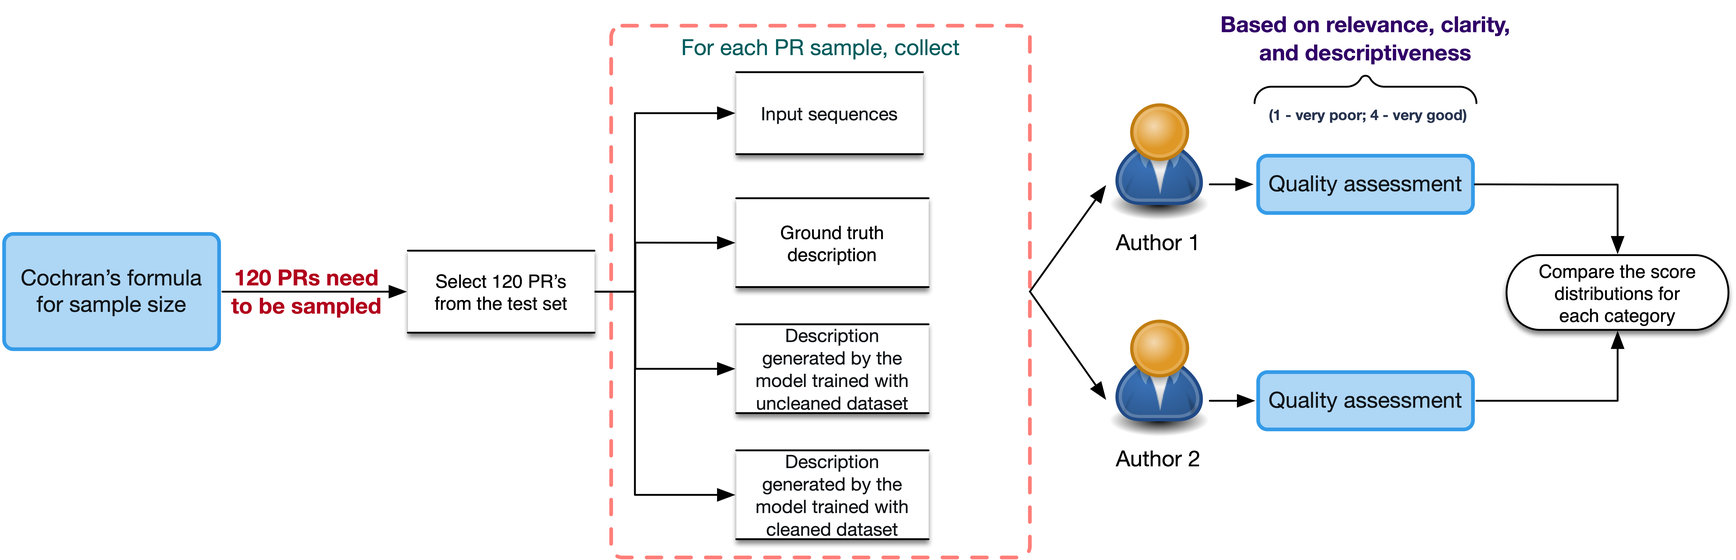 Cochran's formula
for sample size
120 PRs need
to be sampled
Select 120 PR's
from the test set
For each PR sample, collect
Input sequences
Ground truth
description
Description
generated by the
model trained with
uncleaned dataset
Description
generated by the
model trained with
cleaned dataset
Based on relevance, clarity,
and descriptiveness
(1 - very poor; 4 - very good)
Author 1
Quality assessment
Author 2
Quality assessment
Compare the score
distributions for
each category